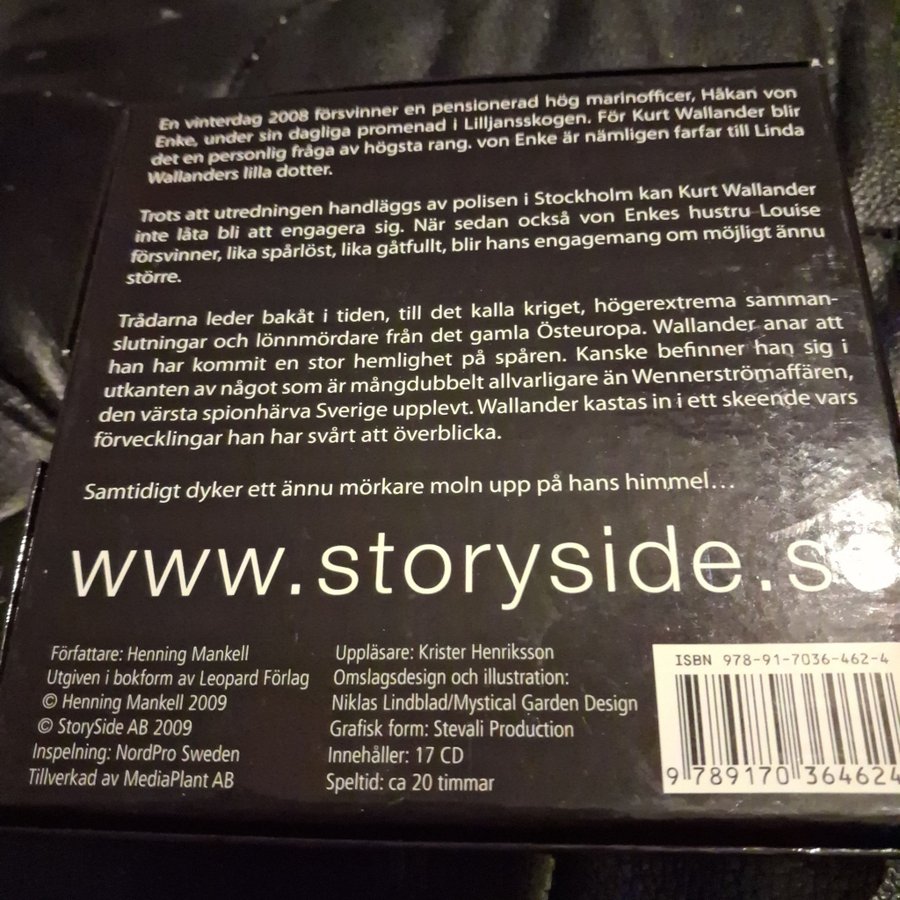 En vinterdag 2008 försvinner en pensionerad hög marinofficer, Håkan von
Enke, under sin dagliga promenad i Lilljansskogen. För Kurt Wallander blir
det en personlig fråga av högsta rang. von Enke är nämligen farfar till Linda
Wallanders lilla dotter.
Trots att utredningen handläggs av polisen i Stockholm kan Kurt Wallander
inte låta bli att engagera sig. När sedan också von Enkes hustru Louise
försvinner, lika spårlöst, lika gåtfullt, blir hans engagemang om möjligt ännu
större.
Trådarna leder bakåt i tiden, till det kalla kriget, högerextrema samman-
slutningar och lönnmördare från det gamla Östeuropa. Wallander anar att
han har kommit en stor hemlighet på spåren. Kanske befinner han sig i
utkanten av något som är mångdubbelt allvarligare än Wennerströmaffären,
den värsta spionhärva Sverige upplevt. Wallander kastas in i ett skeende vars
förvecklingar han har svårt att överblicka.
Samtidigt dyker ett ännu mörkare moln upp på hans himmel...
www.storyside.se
Författare: Henning Mankell
Utgiven i bokform av Leopard Förlag
© Henning Mankell 2009
© StorySide AB 2009
Inspelning: NordPro Sweden
Tillverkad av MediaPlant AB
Uppläsare: Krister Henriksson
Omslagsdesign och illustration:
Niklas Lindblad/Mystical Garden Design
Grafisk form: Stevali Production
Innehåller: 17 CD
Speltid: ca 20 timmar
ISBN 978-91-7036-462-4
9 789170 364624